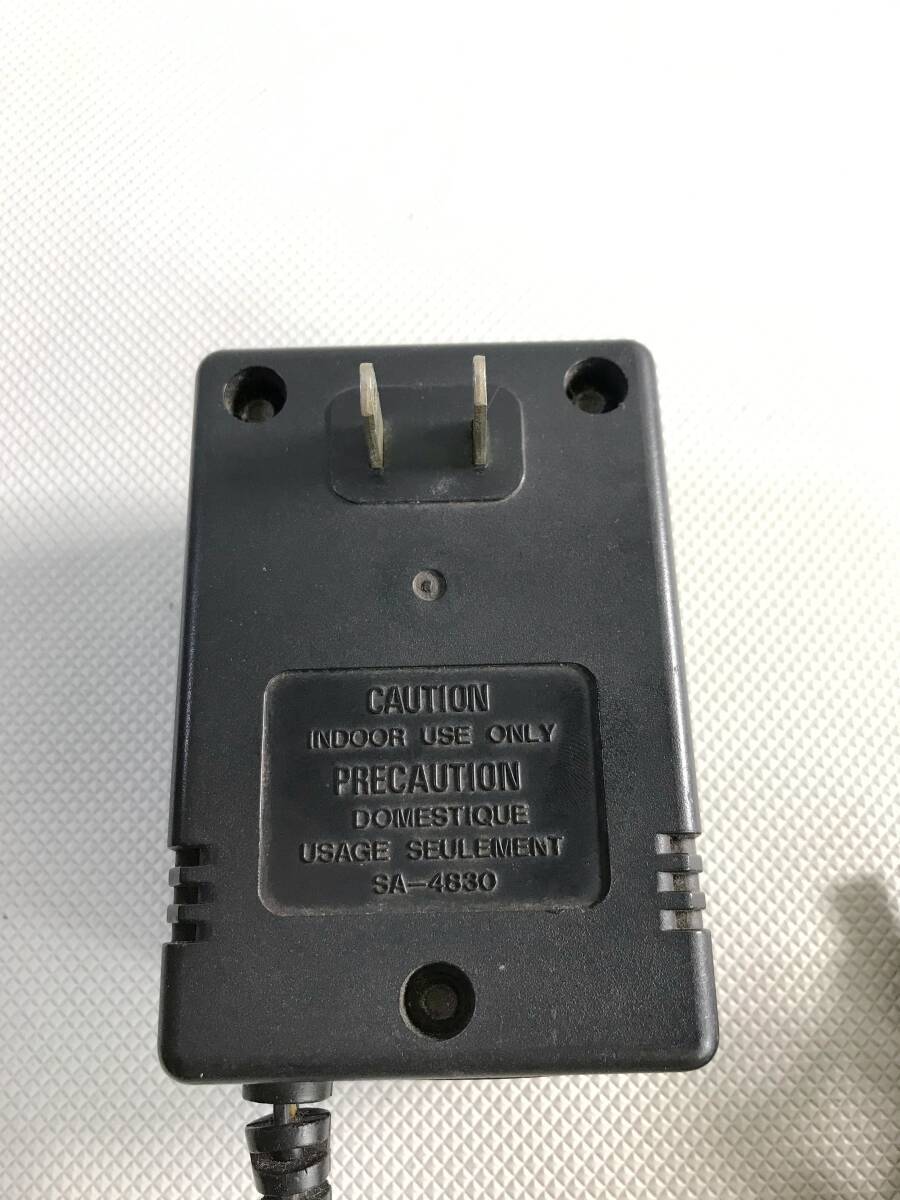 CAUTION
INDOOR USE ONLY
PRECAUTION
DOMESTIQUE
USAGE SEULEMENT
SA-4830